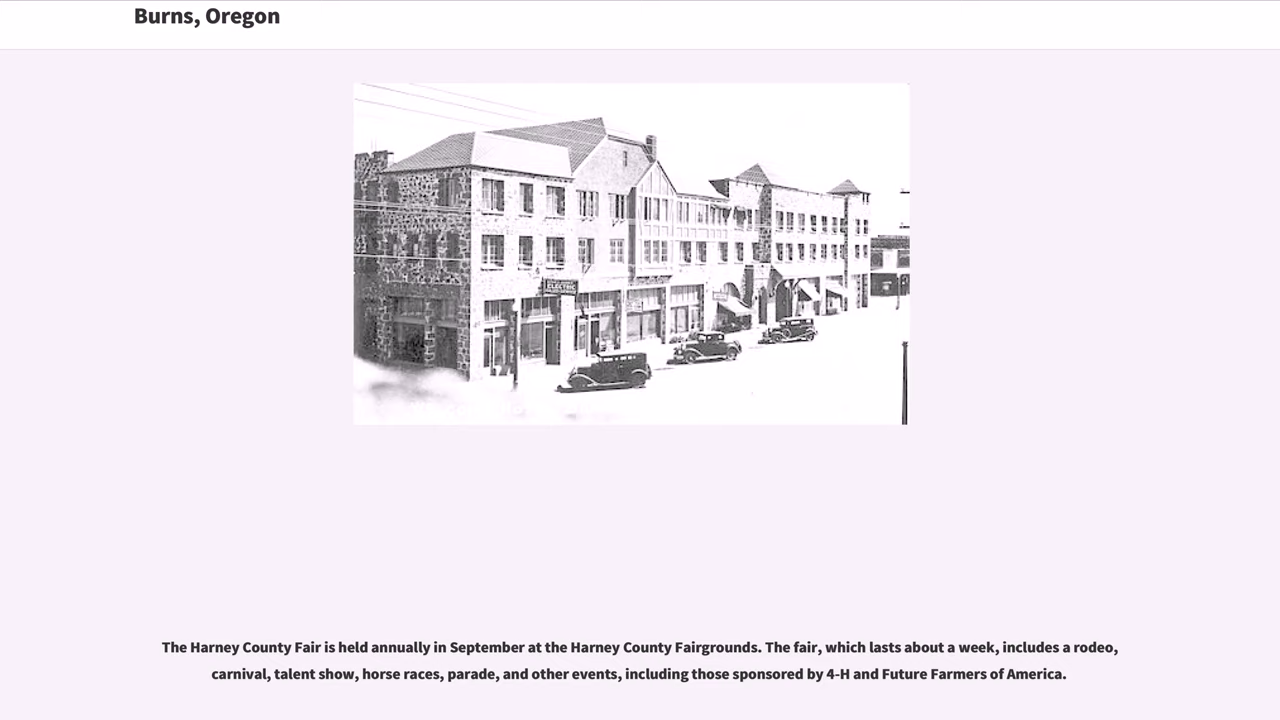 Burns, Oregon
ELECTRIC
The Harney County Fair is held annually in September at the Harney County Fairgrounds. The fair, which lasts about a week, includes a rodeo,
carnival, talent show, horse races, parade, and other events, including those sponsored by 4-H and Future Farmers of America.